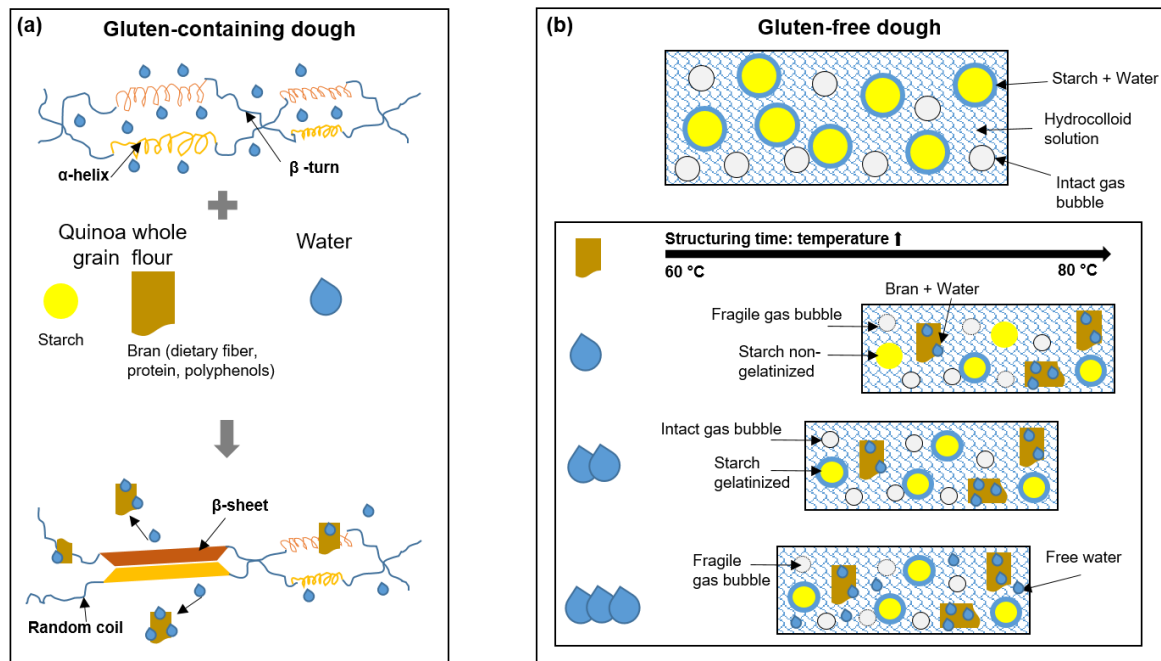 (a)
Gluten-containing dough
α-helix
β -turn
Quinoa whole
grain flour
Water
Starch
Bran (dietary fiber,
protein, polyphenols)
β-sheet
Random coil
(b)
Gluten-free dough
Starch + Water
Hydrocolloid
solution
Intact gas
bubble
Structuring time: temperature ⬆
60 °C
80 °C
Bran + Water
Fragile gas bubble
Starch non-
gelatinized
Intact gas bubble
Starch
gelatinized
Fragile
gas bubble
Free water